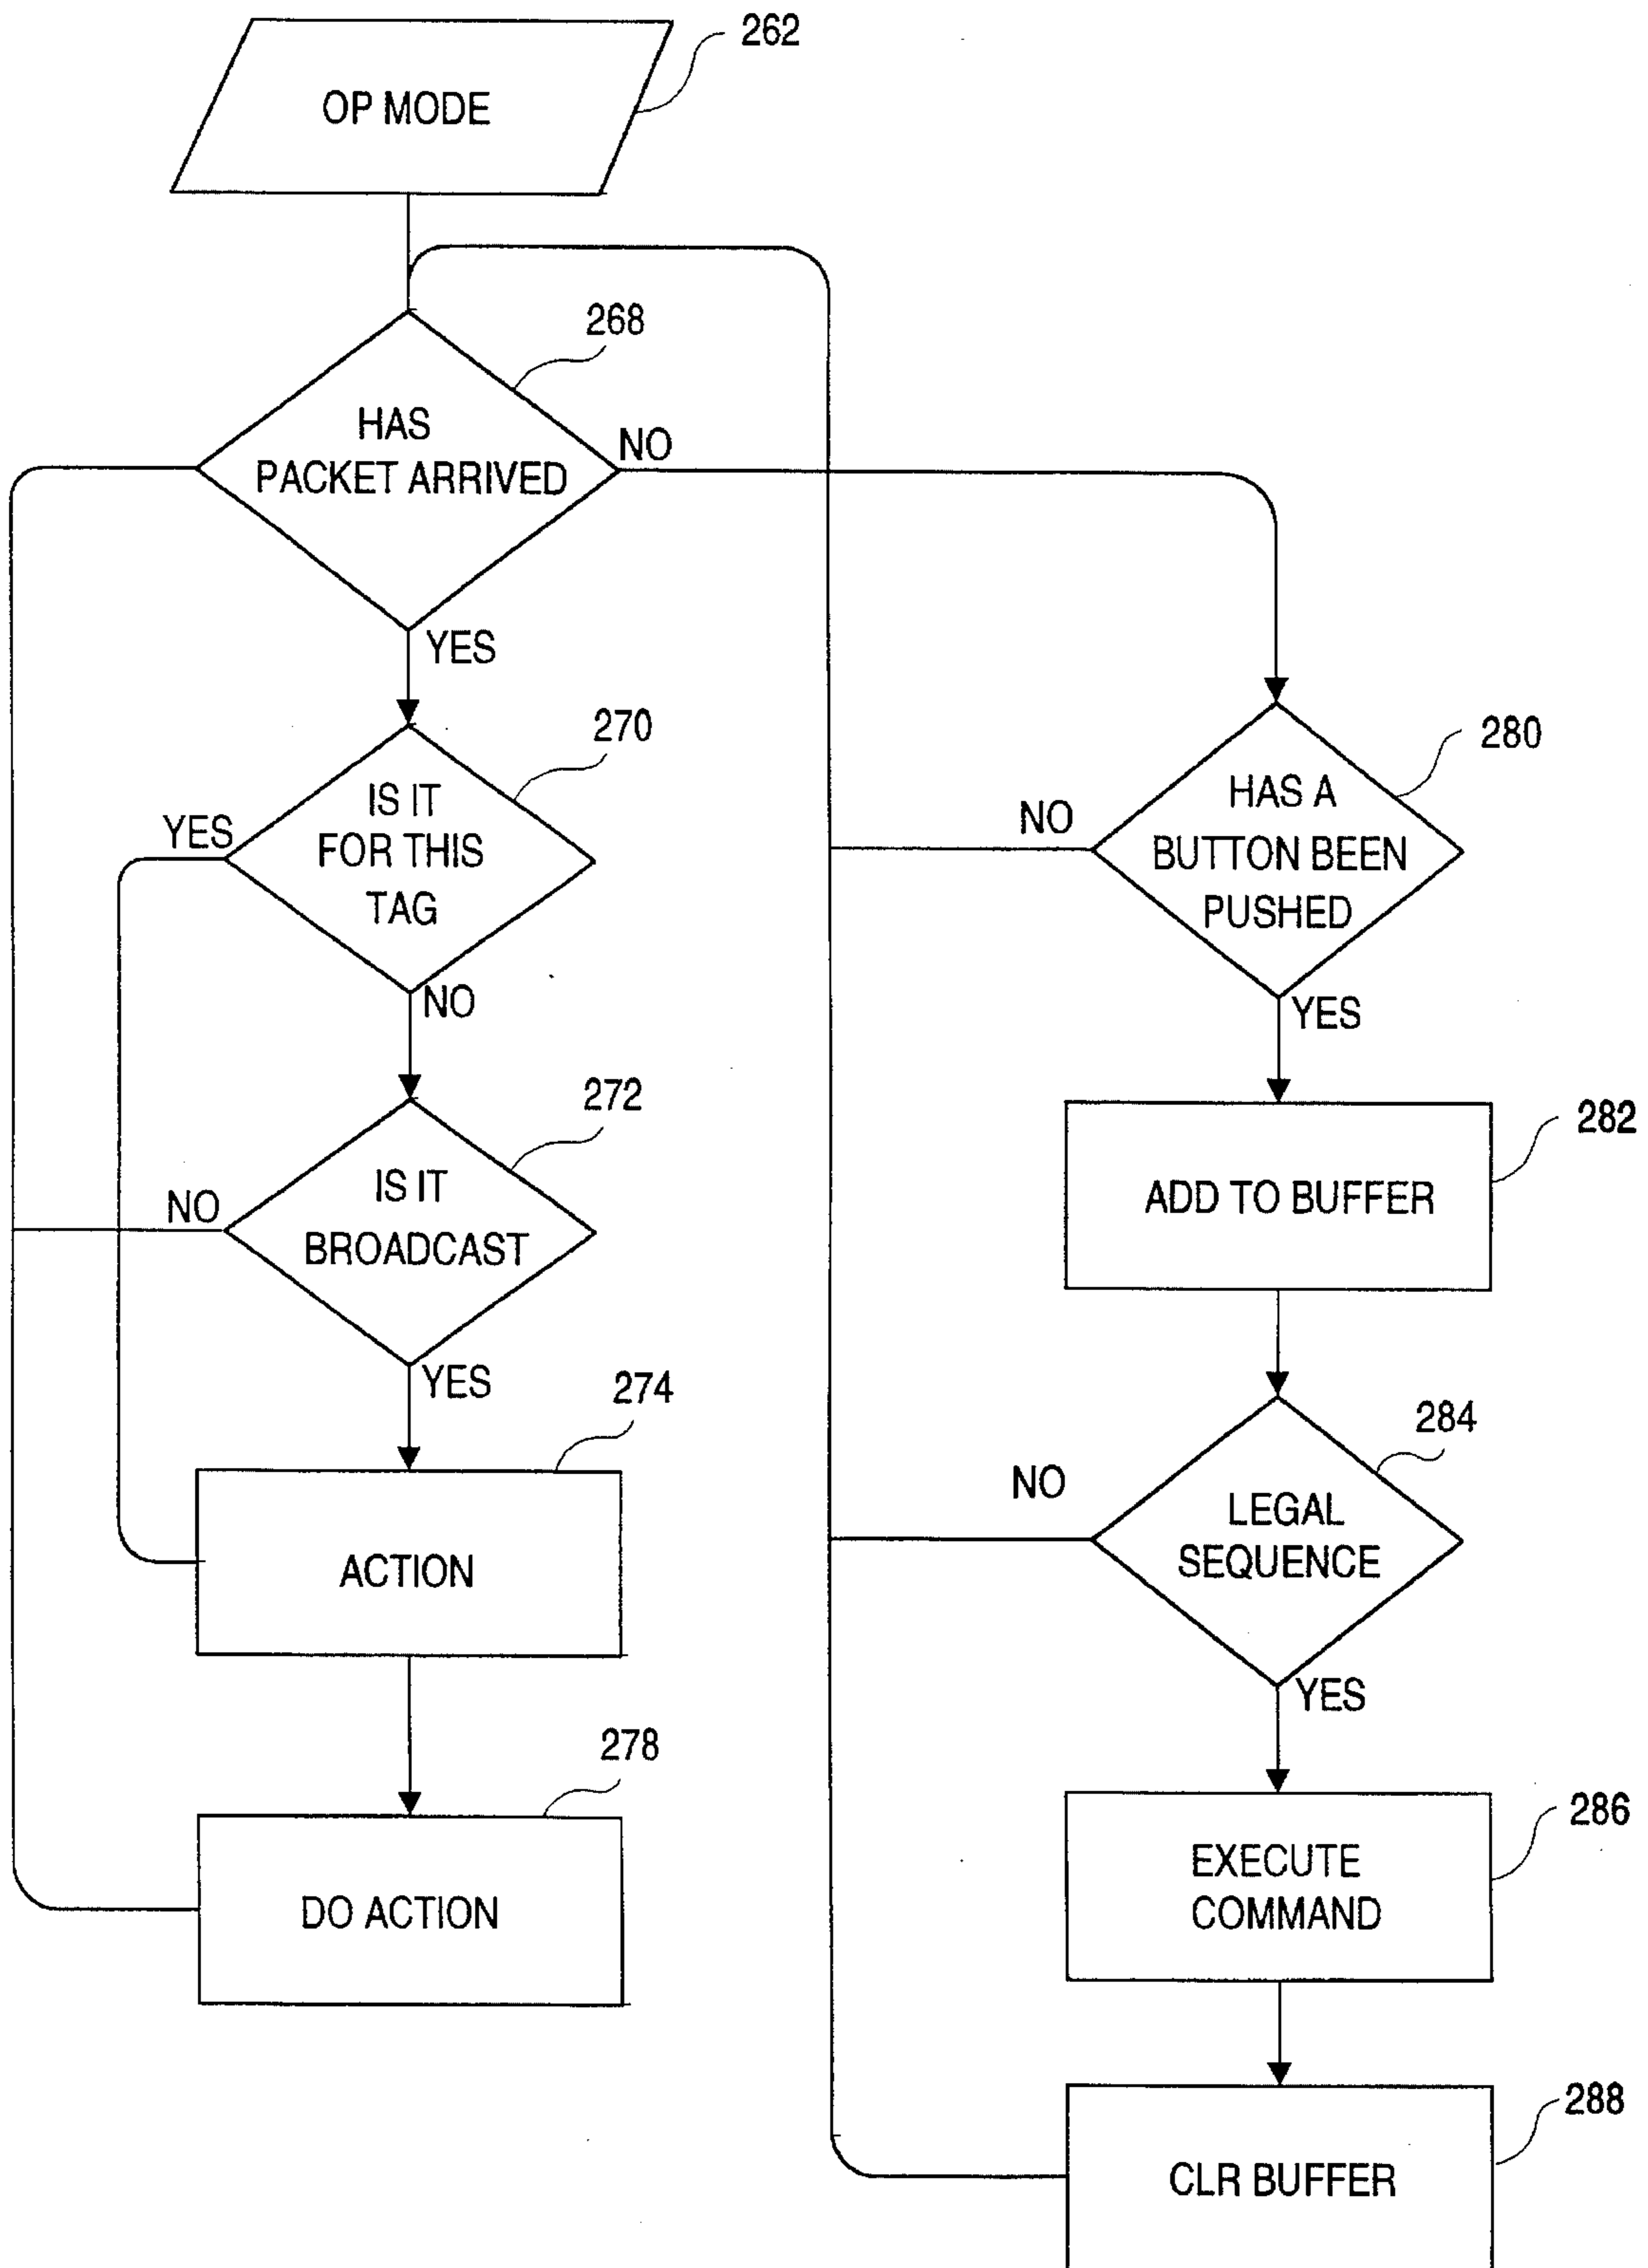 262
OP MODE
268
HAS
PACKET ARRIVED
NO
YES
270
IS IT
FOR THIS
TAG
YES
NO
272
IS IT
BROADCAST
NO
YES
274
ACTION
278
DO ACTION
280
HAS A
BUTTON BEEN
PUSHED
NO
YES
282
ADD TO BUFFER
284
LEGAL
SEQUENCE
NO
YES
286
EXECUTE
COMMAND
288
CLR BUFFER